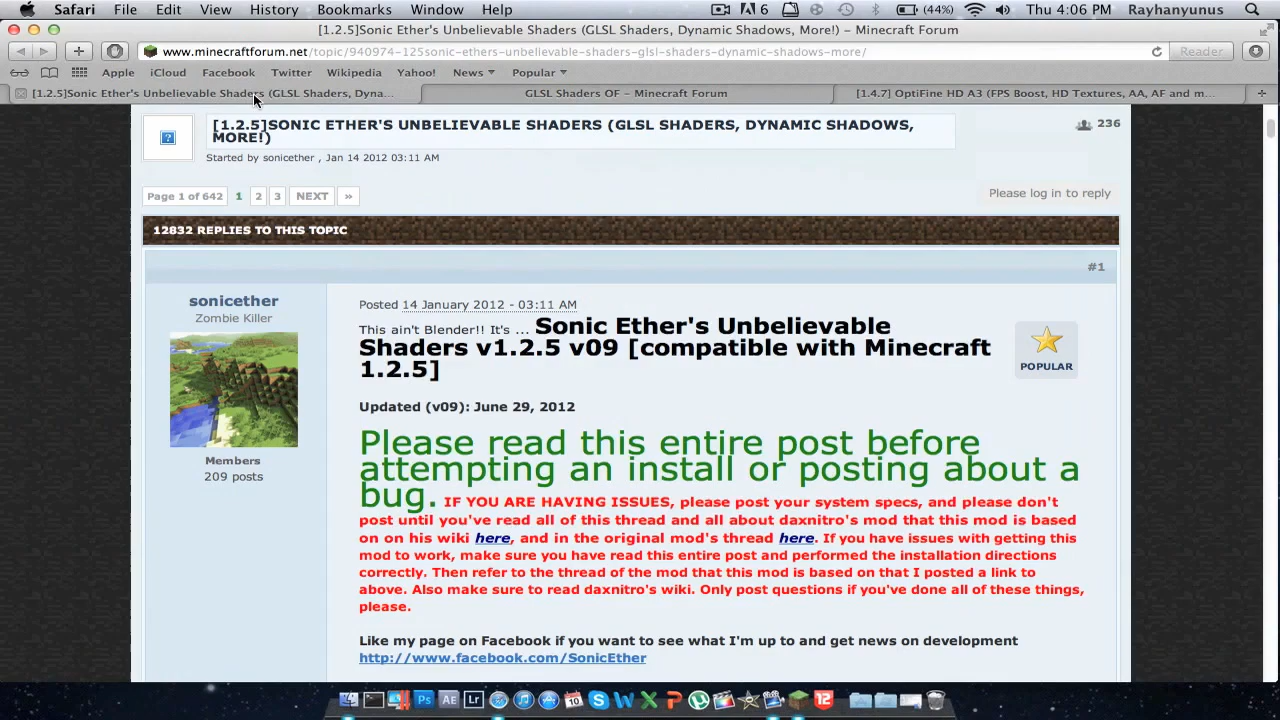 Safari File Edit View History Bookmarks Window Help 6 (44%) Thu 4:06 PM Rayhanyunus
[1.2.5]Sonic Ether's Unbelievable Shaders (GLSL Shaders, Dynamic Shadows, More!) — Minecraft Forum
www.minecraftforum.net/topic/940974-125sonic-ethers-unbelievable-shaders-glsl-shaders-dynamic-shadows-more/ Reader
Apple iCloud Facebook Twitter Wikipedia Yahoo! News Popular
[1.2.5]Sonic Ether's Unbelievable Shaders (GLSL Shaders, Dyna... GLSL Shaders OF — Minecraft Forum [1.4.7] OptiFine HD A3 (FPS Boost, HD Textures, AA, AF and m...
[1.2.5]SONIC ETHER'S UNBELIEVABLE SHADERS (GLSL SHADERS, DYNAMIC SHADOWS,
MORE!)
236
Started by sonicether , Jan 14 2012 03:11 AM
Page 1 of 642 1 2 3 NEXT » Please log in to reply
12832 REPLIES TO THIS TOPIC
#1
sonicether
Zombie Killer
Members
209 posts
Posted 14 January 2012 - 03:11 AM
This ain't Blender!! It's ... Sonic Ether's Unbelievable
Shaders v1.2.5 v09 [compatible with Minecraft
1.2.5]
POPULAR
Updated (v09): June 29, 2012
Please read this entire post before
attempting an install or posting about a
bug. IF YOU ARE HAVING ISSUES, please post your system specs, and please don't
post until you've read all of this thread and all about daxnitro's mod that this mod is based
on on his wiki here, and in the original mod's thread here. If you have issues with getting this
mod to work, make sure you have read this entire post and performed the installation directions
correctly. Then refer to the thread of the mod that this mod is based on that I posted a link to
above. Also make sure to read daxnitro's wiki. Only post questions if you've done all of these things,
please.
Like my page on Facebook if you want to see what I'm up to and get news on development
http://www.facebook.com/SonicEther
Ps Ae Lr 10 12